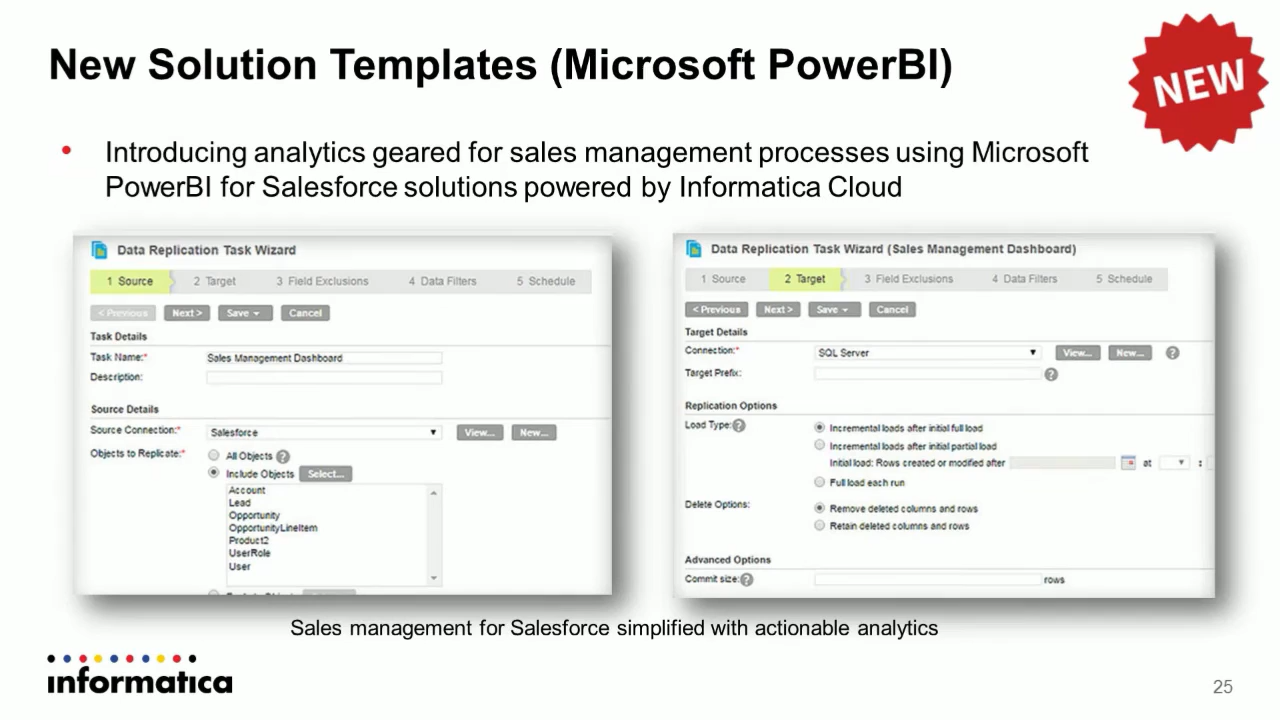 New Solution Templates (Microsoft PowerBI)
NEW
• Introducing analytics geared for sales management processes using Microsoft
PowerBI for Salesforce solutions powered by Informatica Cloud
Data Replication Task Wizard
1 Source 2 Target 3 Field Exclusions 4 Data Filters 5 Schedule
< Previous Next > Save Cancel
Task Details
Task Name:* Sales Management Dashboard
Description:
Source Details
Source Connection:* Salesforce View... New...
Objects to Replicate:* All Objects ?
Include Objects Select...
Account
Lead
Opportunity
OpportunityLineItem
Product2
UserRole
User
Data Replication Task Wizard (Sales Management Dashboard)
1 Source 2 Target 3 Field Exclusions 4 Data Filters 5 Schedule
< Previous Next > Save Cancel
Target Details
Connection:* SQL Server View... New... ?
Target Prefix: ?
Replication Options
Load Type: ? Incremental loads after initial full load
Incremental loads after initial partial load
Initial load: Rows created or modified after at :
Full load each run
Delete Options: Remove deleted columns and rows
Retain deleted columns and rows
Advanced Options
Commit size: ? rows
Sales management for Salesforce simplified with actionable analytics
informatica
25